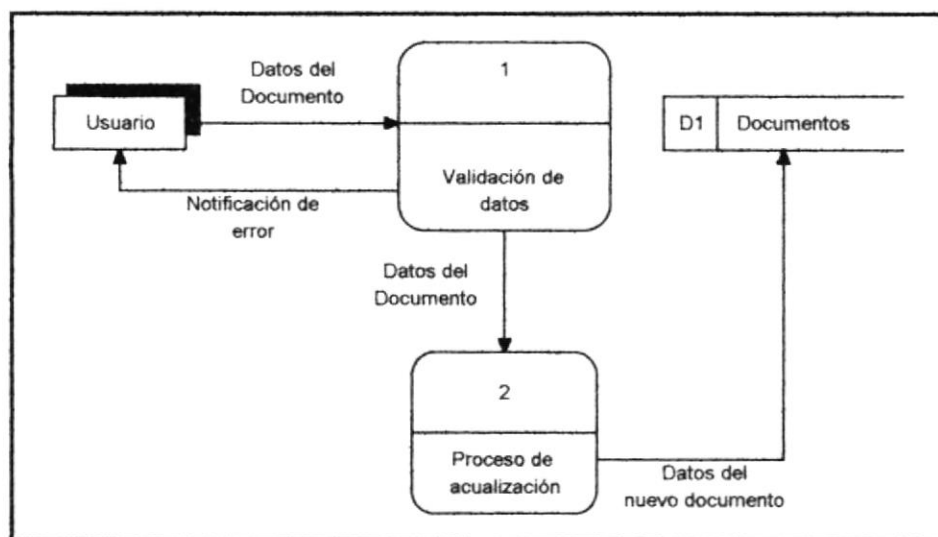 Datos del
Documento
1
Usuario
D1 Documentos
Validación de
datos
Notificación de
error
Datos del
Documento
2
Proceso de
acualización
Datos del
nuevo documento